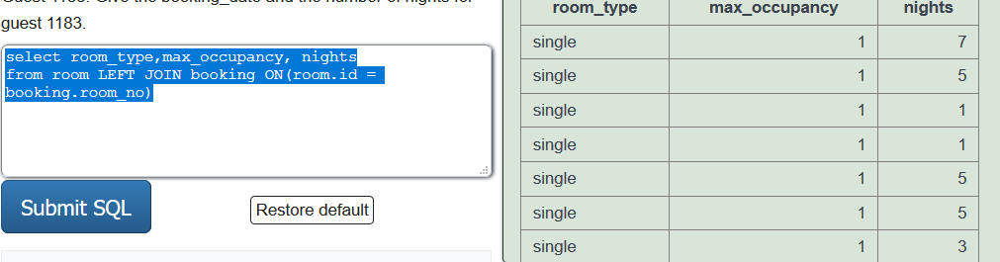 Guest 1183. Give the booking_date and the number of nights for
guest 1183.
select room_type,max_occupancy, nights
from room LEFT JOIN booking ON(room.id =
booking.room_no)
Submit SQL
Restore default
room_type max_occupancy nights
single 1 7
single 1 5
single 1 1
single 1 1
single 1 5
single 1 5
single 1 3